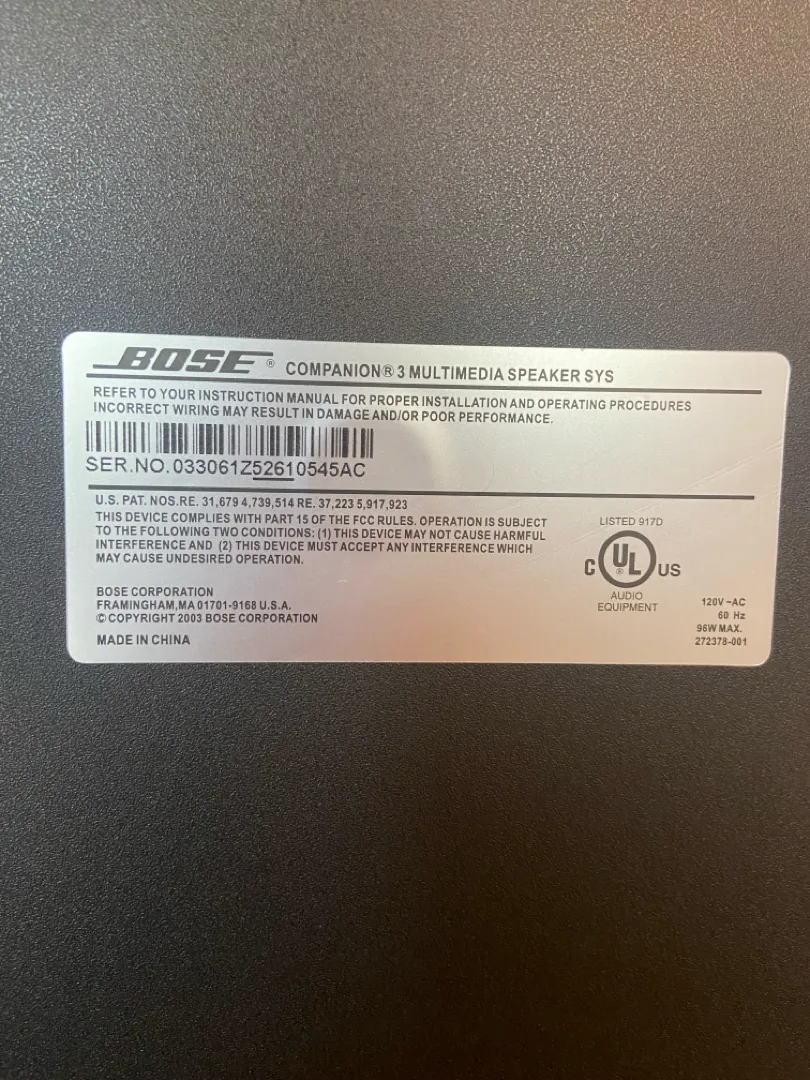 BOSE ® COMPANION® 3 MULTIMEDIA SPEAKER SYS
REFER TO YOUR INSTRUCTION MANUAL FOR PROPER INSTALLATION AND OPERATING PROCEDURES
INCORRECT WIRING MAY RESULT IN DAMAGE AND/OR POOR PERFORMANCE.
SER.NO. 033061Z52610545AC
U.S. PAT. NOS.RE. 31,679 4,739,514 RE. 37,223 5,917,923
THIS DEVICE COMPLIES WITH PART 15 OF THE FCC RULES. OPERATION IS SUBJECT
TO THE FOLLOWING TWO CONDITIONS: (1) THIS DEVICE MAY NOT CAUSE HARMFUL
INTERFERENCE AND (2) THIS DEVICE MUST ACCEPT ANY INTERFERENCE WHICH
MAY CAUSE UNDESIRED OPERATION.
BOSE CORPORATION
FRAMINGHAM,MA 01701-9168 U.S.A.
© COPYRIGHT 2003 BOSE CORPORATION
MADE IN CHINA
LISTED 917D
C UL ® US
AUDIO
EQUIPMENT
120V ~AC
60 Hz
96W MAX.
272378-001